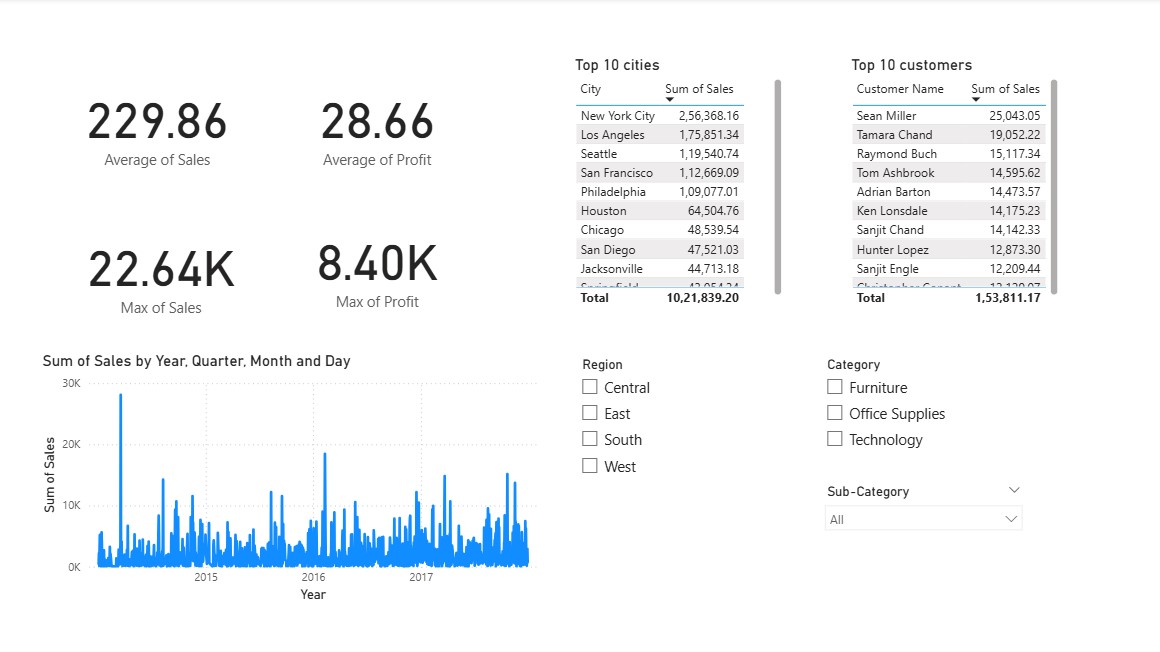 229.86
Average of Sales
28.66
Average of Profit
22.64K
Max of Sales
8.40K
Max of Profit
Top 10 cities
City Sum of Sales
New York City 2,56,368.16
Los Angeles 1,75,851.34
Seattle 1,19,540.74
San Francisco 1,12,669.09
Philadelphia 1,09,077.01
Houston 64,504.76
Chicago 48,539.54
San Diego 47,521.03
Jacksonville 44,713.18
Total 10,21,839.20
Top 10 customers
Customer Name Sum of Sales
Sean Miller 25,043.05
Tamara Chand 19,052.22
Raymond Buch 15,117.34
Tom Ashbrook 14,595.62
Adrian Barton 14,473.57
Ken Lonsdale 14,175.23
Sanjit Chand 14,142.33
Hunter Lopez 12,873.30
Sanjit Engle 12,209.44
Total 1,53,811.17
Sum of Sales by Year, Quarter, Month and Day
Sum of Sales
30K
20K
10K
0K
2015 2016 2017
Year
Region
Central
East
South
West
Category
Furniture
Office Supplies
Technology
Sub-Category
All